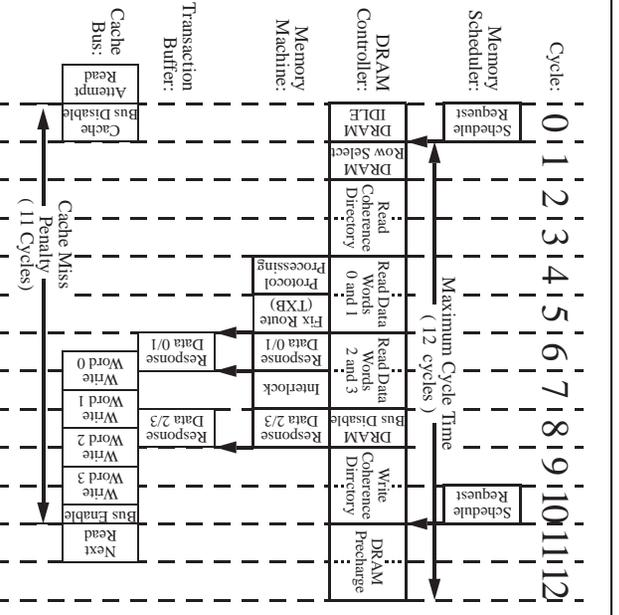 Cycle:
0
1
2
3
4
5
6
7
8
9
10
11
12
Memory
Scheduler:
Schedule
Request
Schedule
Request
Maximum Cycle Time
( 12 cycles )
DRAM
Controller:
DRAM
IDLE
DRAM
Row Select
Read
Coherence
Directory
Read Data
Words
0 and 1
Read Data
Words
2 and 3
DRAM
Bus Disable
Write
Coherence
Dirrctory
DRAM
Precharge
Memory
Machine:
Protocol
Processing
Fix Route
(TXB)
Response
Data 0/1
Interlock
Response
Data 2/3
Transaction
Buffer:
Response
Data 0/1
Response
Data 2/3
Cache
Bus:
Attempt
Read
Cache
Bus Disable
Write
Word 0
Write
Word 1
Write
Word 2
Write
Word 3
Bus Enable
Next
Read
Cache Miss
Penalty
( 11 Cycles)